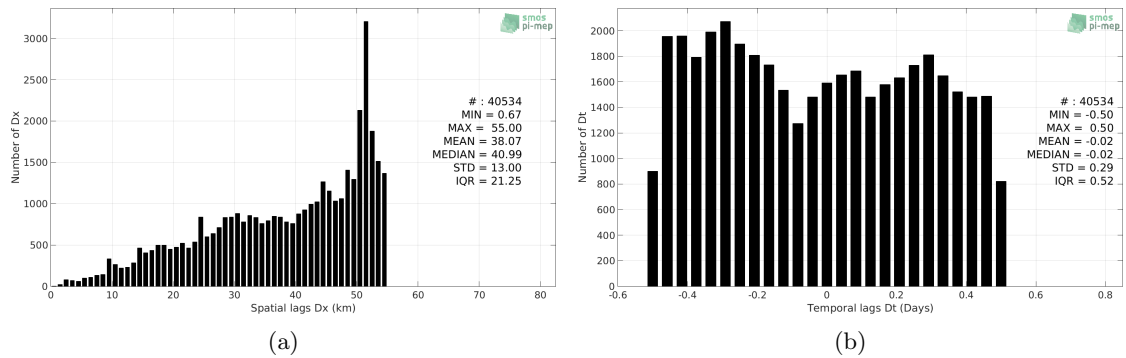 smos
pi-mep
3000
2500
2000
1500
1000
500
0
Number of Dx
# : 40534
MIN = 0.67
MAX = 55.00
MEAN = 38.07
MEDIAN = 40.99
STD = 13.00
IQR = 21.25
0 10 20 30 40 50 60 70 80
Spatial lags Dx (km)
(a)
smos
pi-mep
2000
1800
1600
1400
1200
1000
800
600
400
200
0
Number of Dt
# : 40534
MIN = -0.50
MAX = 0.50
MEAN = -0.02
MEDIAN = -0.02
STD = 0.29
IQR = 0.52
-0.6 -0.4 -0.2 0 0.2 0.4 0.6 0.8
Temporal lags Dt (Days)
(b)